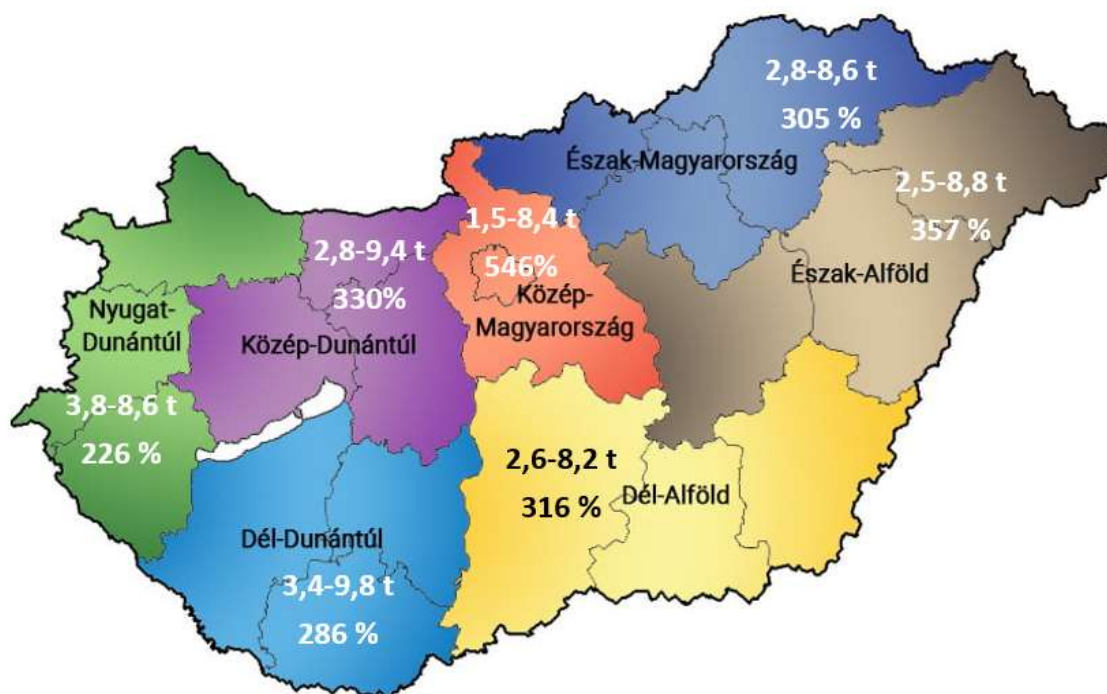 2,8-8,6 t
305 %
Észak-Magyarország
2,5-8,8 t
357 %
Észak-Alföld
1,5-8,4 t
546%
Közép-
Magyarország
2,8-9,4 t
330%
Közép-Dunántúl
Nyugat-
Dunántúl
3,8-8,6 t
226 %
2,6-8,2 t
316 %
Dél-Alföld
Dél-Dunántúl
3,4-9,8 t
286 %